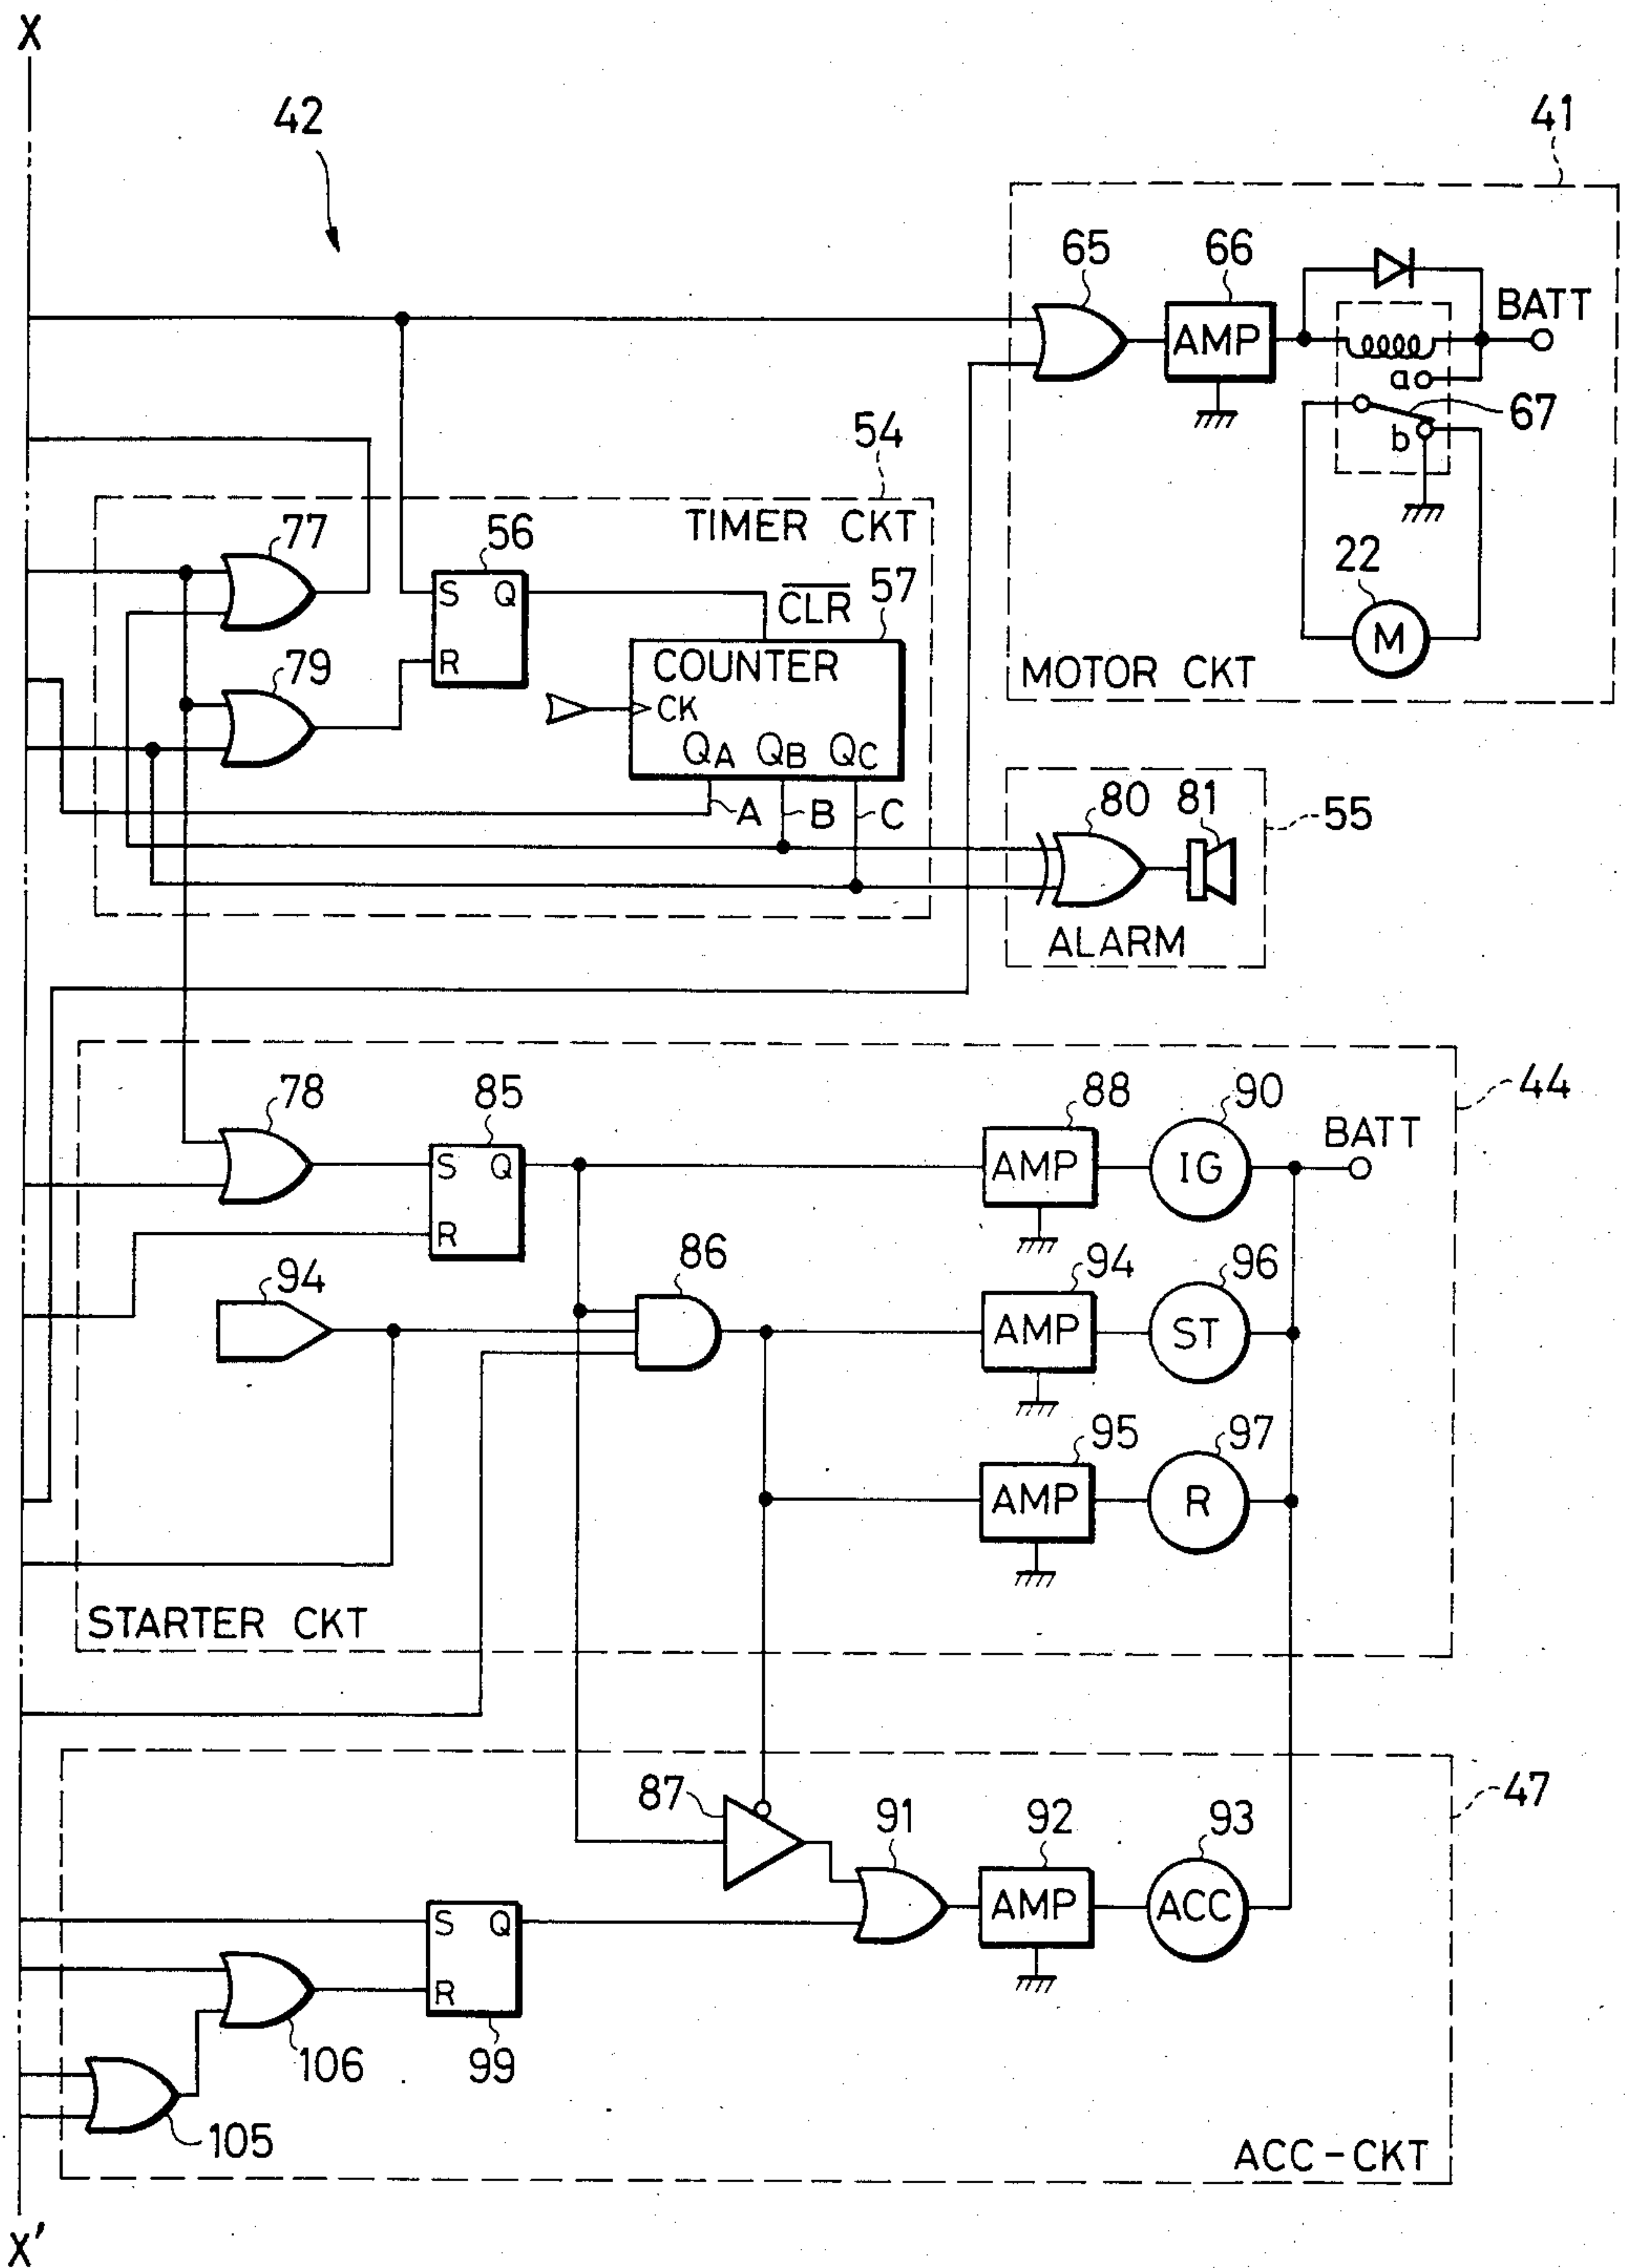 X
42
41
65
66
AMP
BATT
a
67
b
22
M
MOTOR CKT
54
TIMER CKT
77
56
S Q
R
79
CLR
57
COUNTER
CK
QA QB QC
A
B
C
80
81
55
ALARM
78
85
S Q
R
88
90
44
AMP
IG
BATT
94
86
94
96
AMP
ST
95
97
AMP
R
STARTER CKT
87
91
92
93
47
AMP
ACC
S Q
R
99
106
105
ACC-CKT
X'